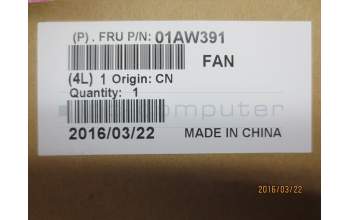 (P) . FRU P/N: 01AW391
FAN
(4L) 1 Origin: CN
Quantity: 1
computer
2016/03/22 MADE IN CHINA
2016/03/22